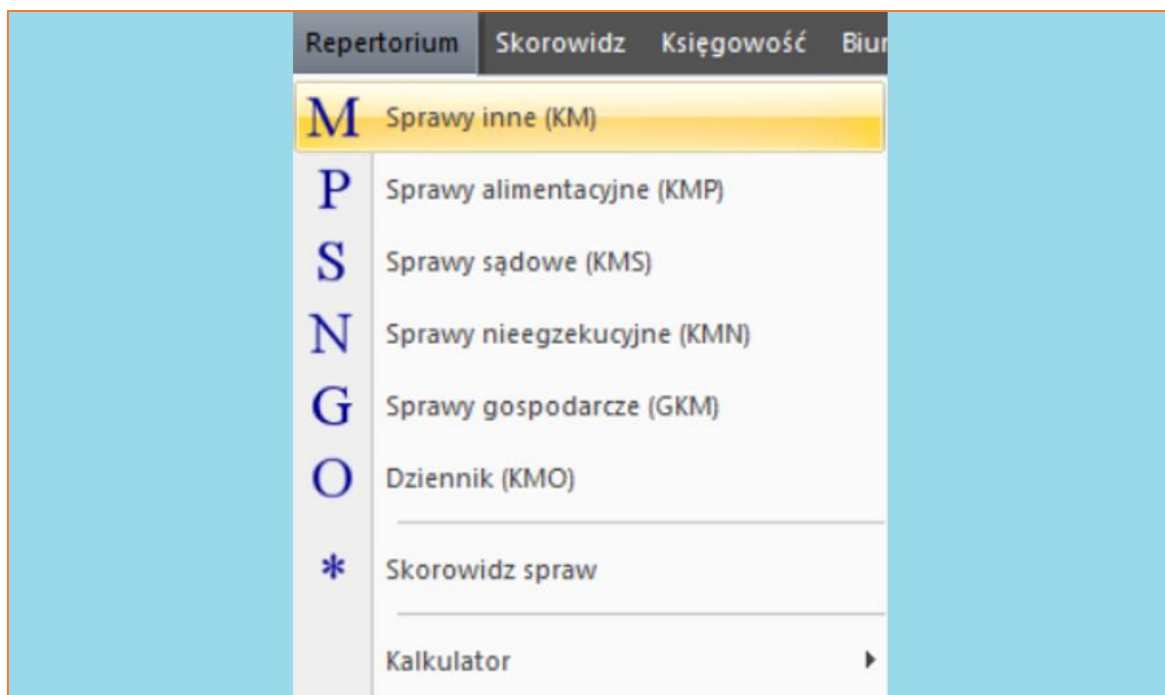 Repertorium Skorowidz Księgowość Biur
M Sprawy inne (KM)
P Sprawy alimentacyjne (KMP)
S Sprawy sądowe (KMS)
N Sprawy nieegzekucyjne (KMN)
G Sprawy gospodarcze (GKM)
O Dziennik (KMO)
* Skorowidz spraw
Kalkulator